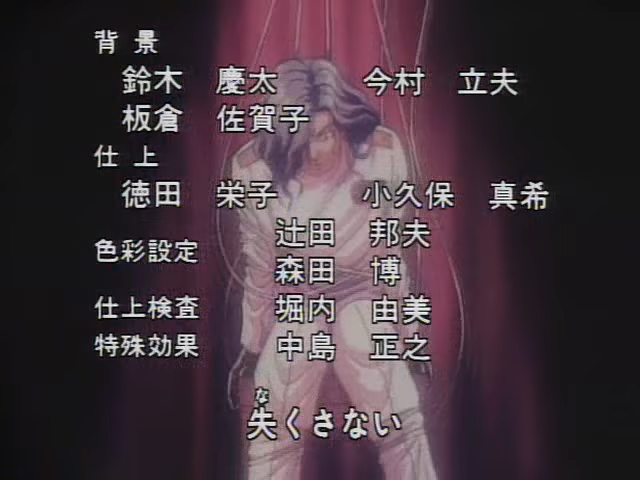 背景
鈴木 慶太 今村 立夫
板倉 佐賀子
仕上
徳田 栄子 小久保 真希
色彩設定 辻田 邦夫
森田 博
仕上検査 堀内 由美
特殊効果 中島 正之
な
失くさない